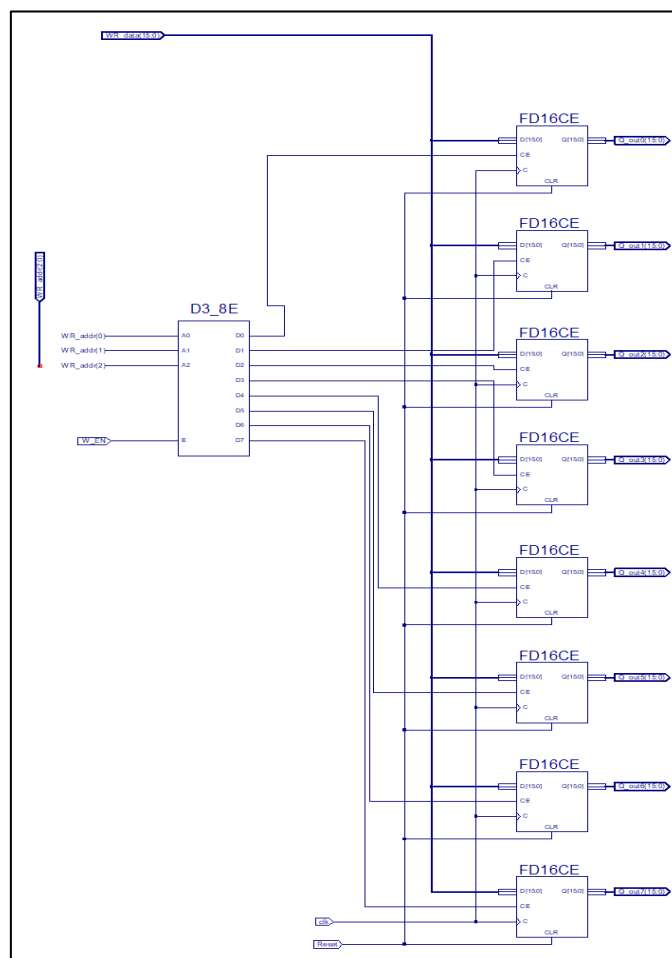 WR_data(15:0)
FD16CE
D[15:0] Q[15:0] Q_out0(15:0)
CE
C
CLR
FD16CE
D[15:0] Q[15:0] Q_out1(15:0)
CE
C
CLR
WR_addr(2:0)
D3_8E
WR_addr(0) A0 D0
WR_addr(1) A1 D1
WR_addr(2) A2 D2
D3
D4
D5
D6
W_EN E D7
FD16CE
D[15:0] Q[15:0] Q_out2(15:0)
CE
C
CLR
FD16CE
D[15:0] Q[15:0] Q_out3(15:0)
CE
C
CLR
FD16CE
D[15:0] Q[15:0] Q_out4(15:0)
CE
C
CLR
FD16CE
D[15:0] Q[15:0] Q_out5(15:0)
CE
C
CLR
FD16CE
D[15:0] Q[15:0] Q_out6(15:0)
CE
C
CLR
FD16CE
D[15:0] Q[15:0] Q_out7(15:0)
CE
clk C
CLR
Reset